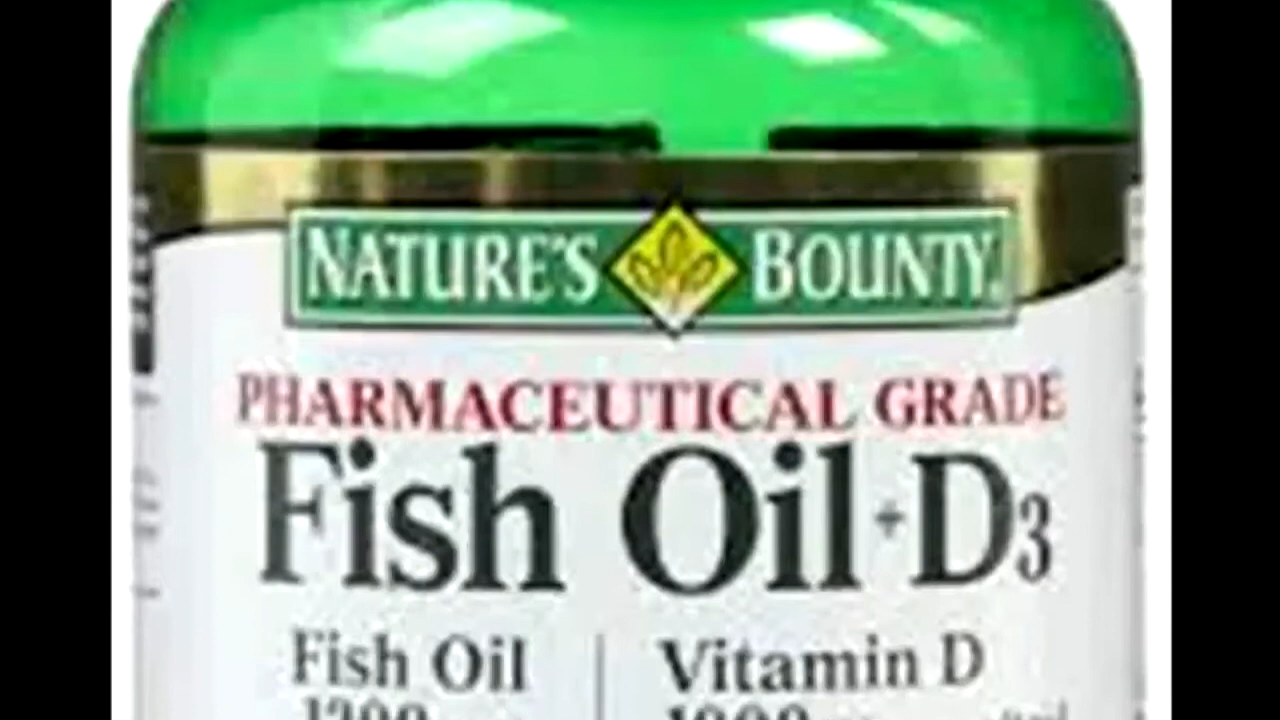 NATURE'S BOUNTY
PHARMACEUTICAL GRADE
Fish Oil + D3
Fish Oil
Vitamin D